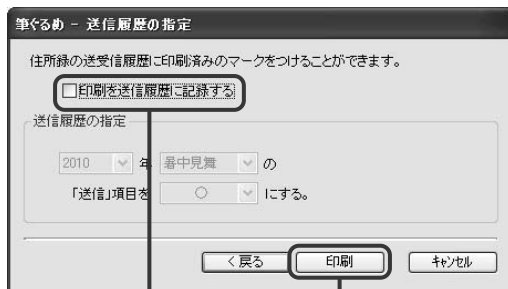 筆ぐるめ - 送信履歴の指定
住所録の送受信履歴に印刷済みのマークをつけることができます。
印刷を送信履歴に記録する
送信履歴の指定
2010 年 暑中見舞 の
「送信」項目を ○ にする。
< 戻る 印刷 キャンセル